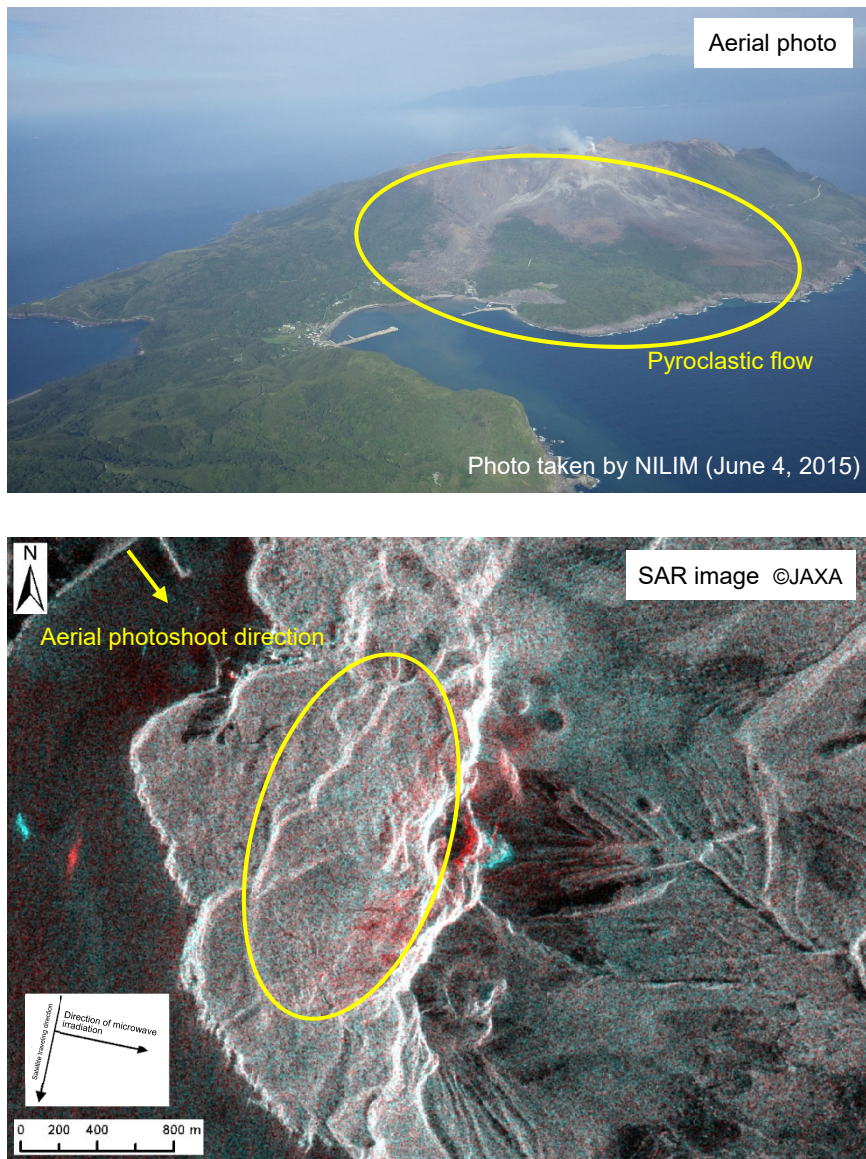 Aerial photo
Pyroclastic flow
Photo taken by NILIM (June 4, 2015)
N
SAR image ©JAXA
Aerial photoshoot direction
Satellite traveling direction
Direction of microwave
irradiation
0 200 400 800 m